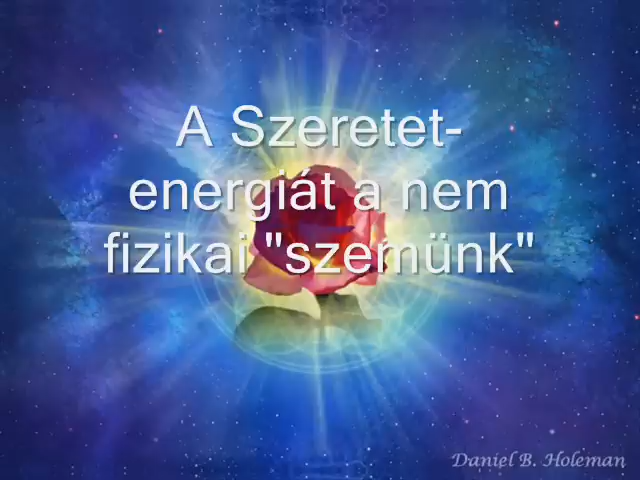 A Szeretet-
energiát a nem
fizikai "szemünk"
Daniel B. Holeman